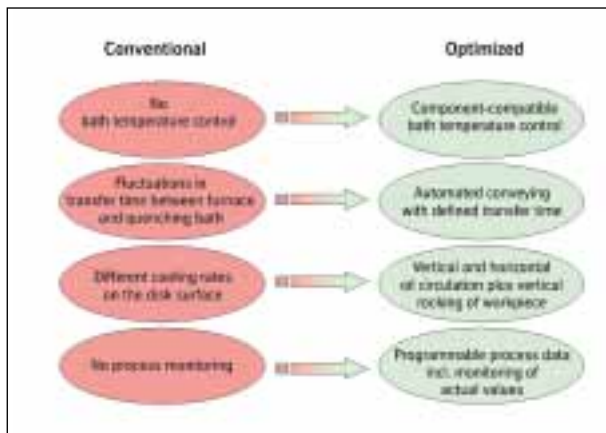 Conventional
Optimized
No
bath temperature control
Component-compatible
bath temperature control
Fluctuations in
transfer time between furnace
and quenching bath
Automated conveying
with defined transfer time
Different cooling rates
on the disk surface
Vertical and horizontal
oil circulation plus vertical
rocking of workpiece
No process monitoring
Programmable process data
incl. monitoring of
actual values